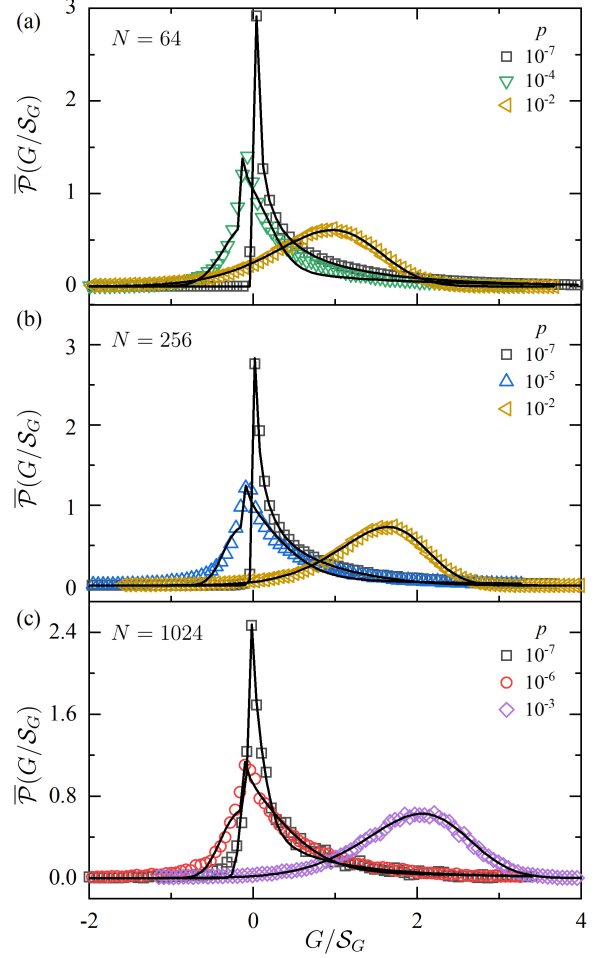 (a)
N = 64
p
10⁻⁷
10⁻⁴
10⁻²
3
2
1
0
P̅(G/S_G)
(b)
N = 256
p
10⁻⁷
10⁻⁵
10⁻²
3
2
1
0
P̅(G/S_G)
(c)
N = 1024
p
10⁻⁷
10⁻⁶
10⁻³
2.4
1.6
0.8
0.0
P̅(G/S_G)
-2 0 2 4
G/S_G